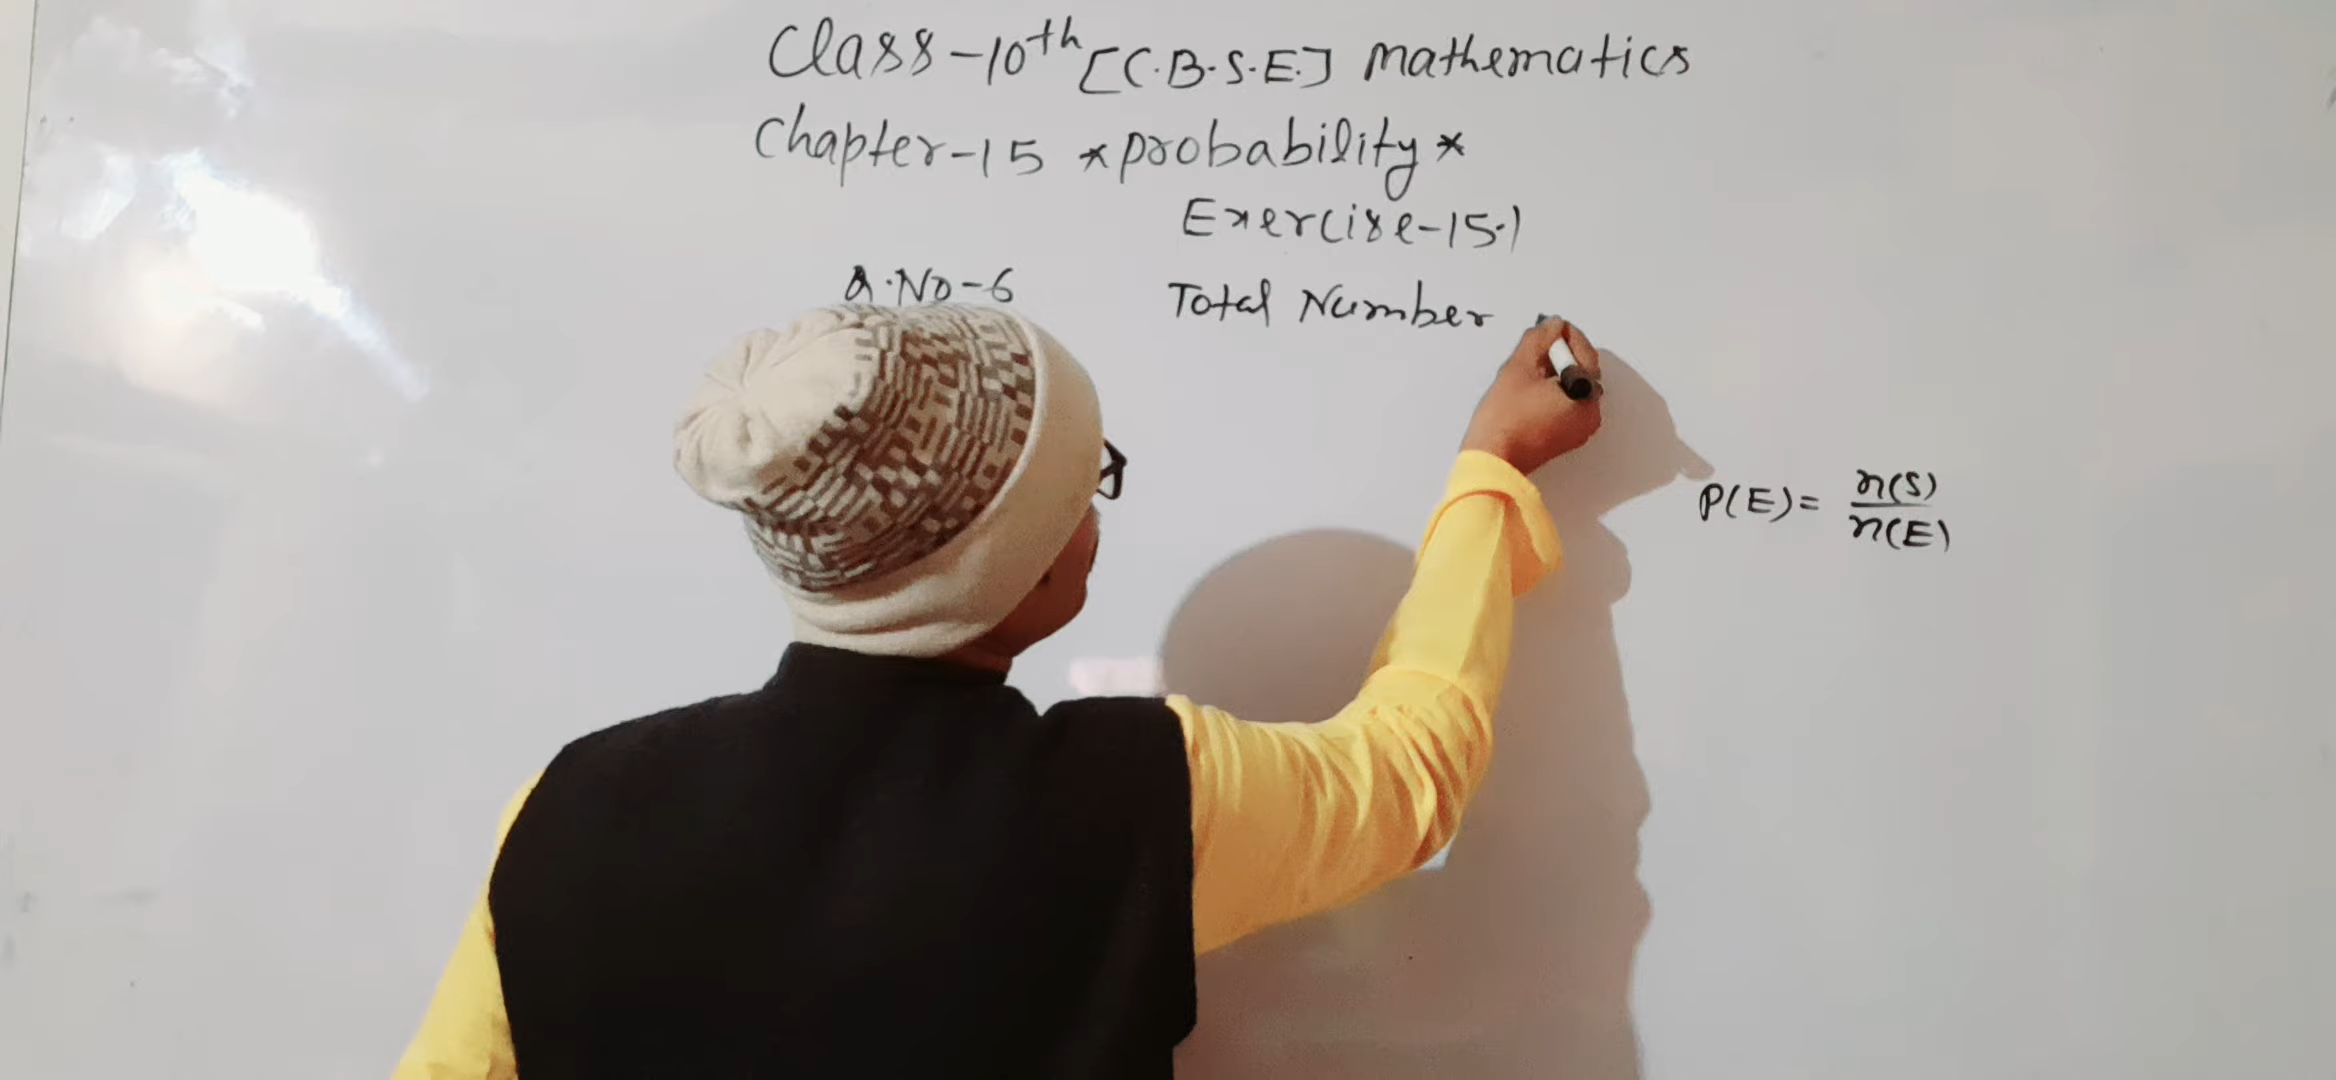 Class-10th [C.B.S.E.] Mathematics
Chapter-15 *probability*
Exercise-15.1
Q.No-6
Total Number
P(E)= n(S)/n(E)